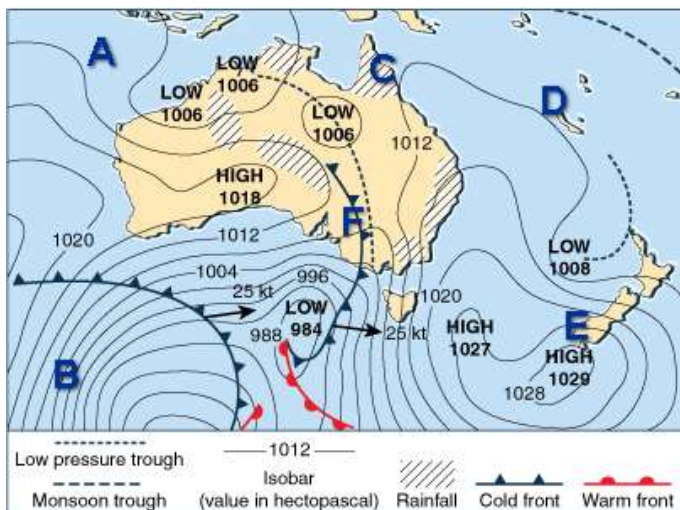 A
C
D
LOW
1006
LOW
1006
LOW
1006
1012
HIGH
1018
F
1020
1012
LOW
1008
1004
996
1020
25 kt
LOW
984
25 kt
HIGH
1027
E
988
B
HIGH
1029
1028
Low pressure trough
Monsoon trough
1012
Isobar
(value in hectopascal)
Rainfall
Cold front
Warm front